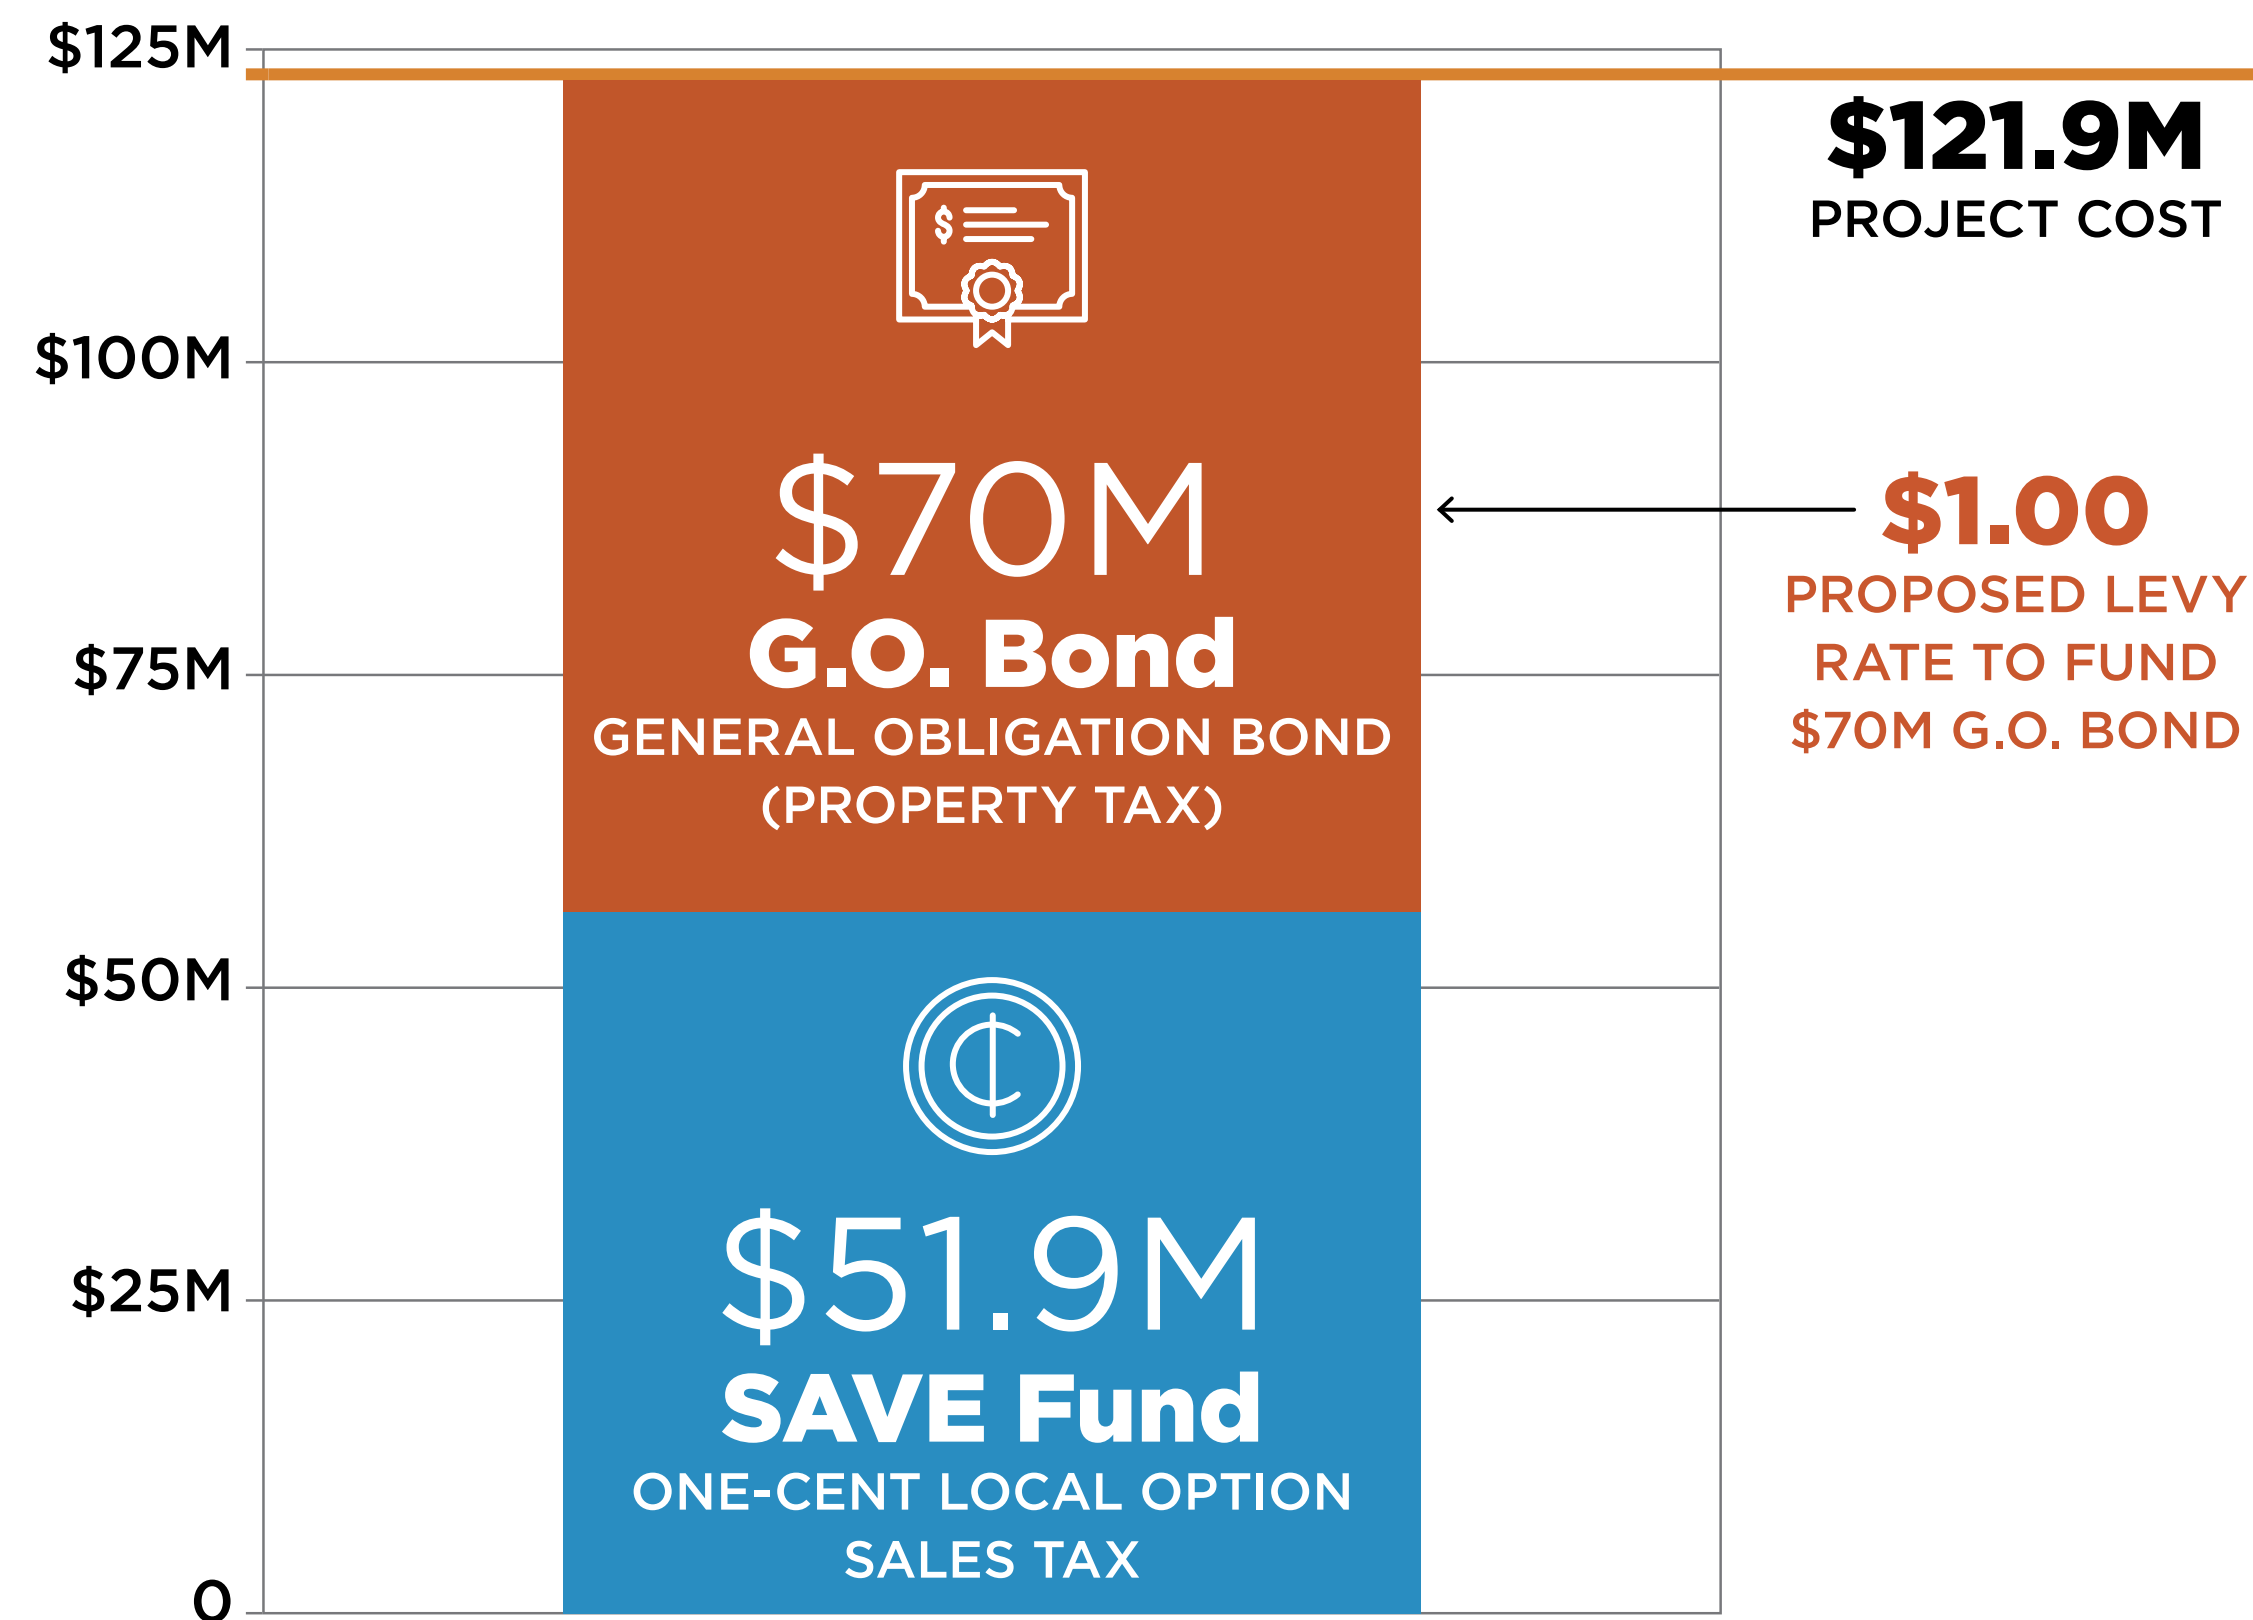 $125M
$121.9M
PROJECT COST
$
$100M
$70M
G.O. Bond
GENERAL OBLIGATION BOND
(PROPERTY TAX)
$1.00
PROPOSED LEVY
RATE TO FUND
$70M G.O. BOND
$75M
$50M
¢
$51.9M
SAVE Fund
ONE-CENT LOCAL OPTION
SALES TAX
$25M
0